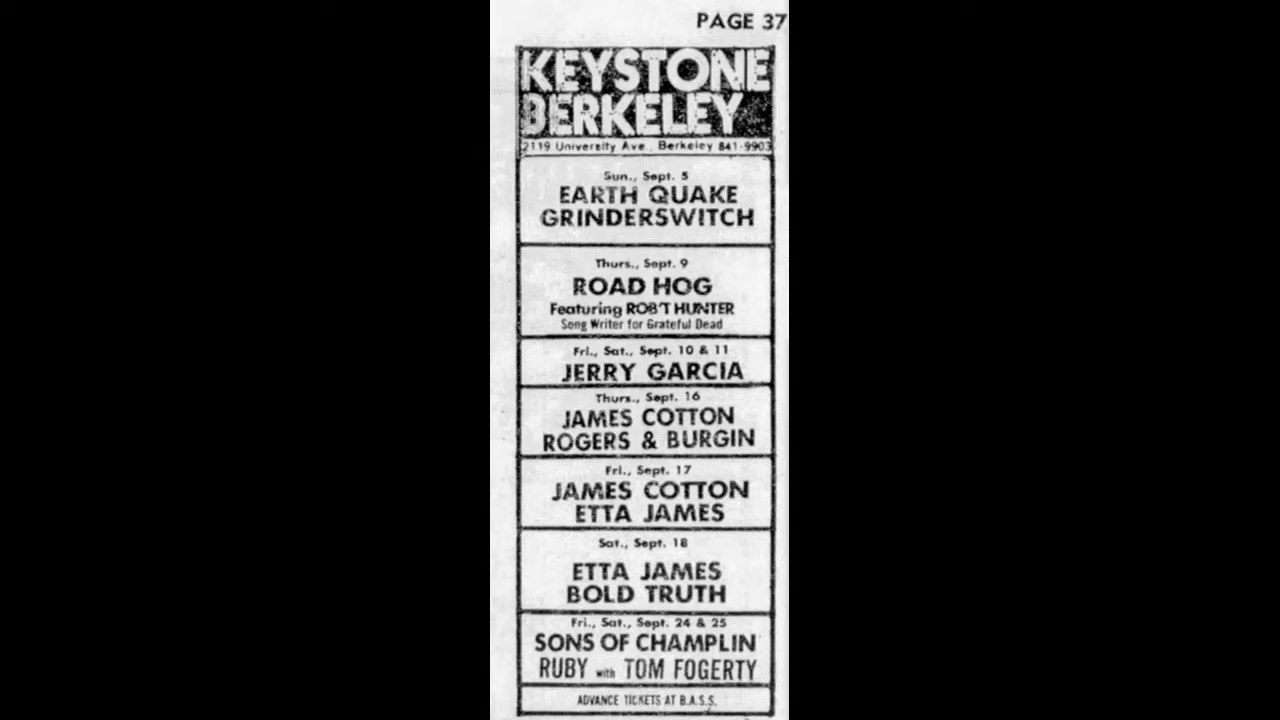 PAGE 37
KEYSTONE
BERKELEY
2119 University Ave., Berkeley 841-9903
Sun., Sept. 5
EARTH QUAKE
GRINDERSWITCH
Thurs., Sept. 9
ROAD HOG
Featuring ROB'T HUNTER
Song Writer for Grateful Dead
Fri., Sat., Sept. 10 & 11
JERRY GARCIA
Thurs., Sept. 16
JAMES COTTON
ROGERS & BURGIN
Fri., Sept. 17
JAMES COTTON
ETTA JAMES
Sat., Sept. 18
ETTA JAMES
BOLD TRUTH
Fri., Sat., Sept. 24 & 25
SONS OF CHAMPLIN
RUBY with TOM FOGERTY
ADVANCE TICKETS AT B.A.S.S.